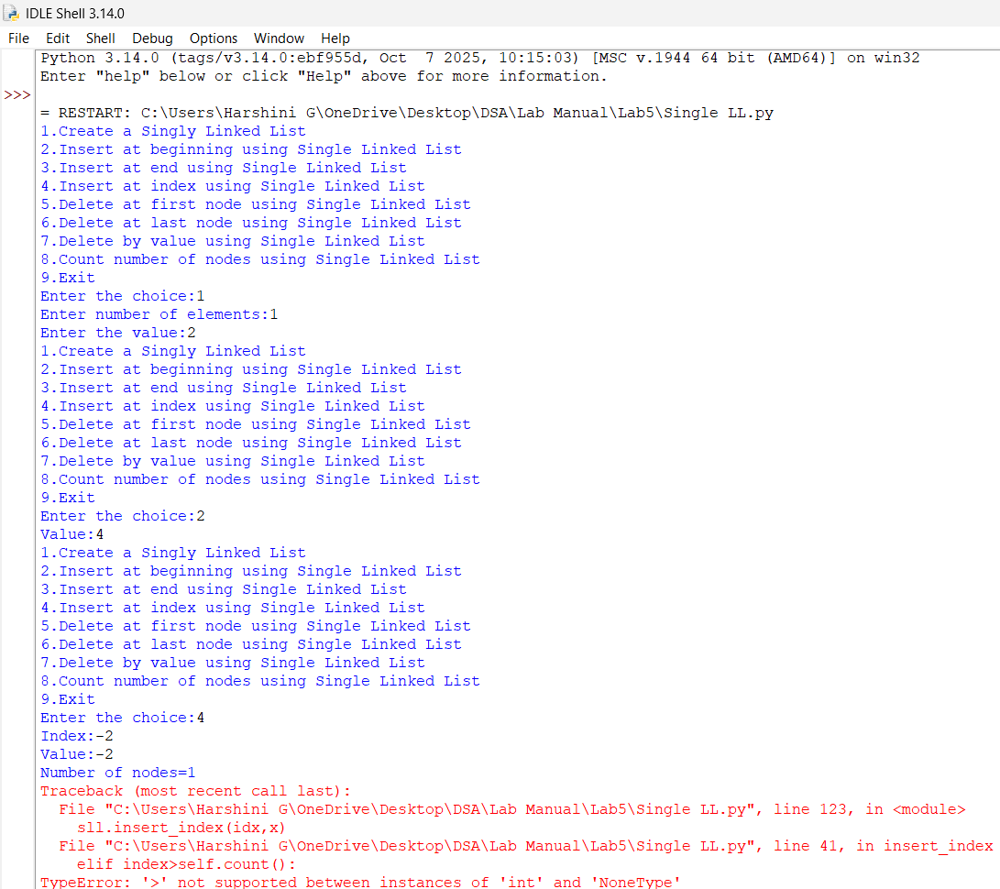 IDLE Shell 3.14.0
File Edit Shell Debug Options Window Help
Python 3.14.0 (tags/v3.14.0:ebf955d, Oct  7 2025, 10:15:03) [MSC v.1944 64 bit (AMD64)] on win32
Enter "help" below or click "Help" above for more information.
>>>
= RESTART: C:\Users\Harshini G\OneDrive\Desktop\DSA\Lab Manual\Lab5\Single LL.py
1.Create a Singly Linked List
2.Insert at beginning using Single Linked List
3.Insert at end using Single Linked List
4.Insert at index using Single Linked List
5.Delete at first node using Single Linked List
6.Delete at last node using Single Linked List
7.Delete by value using Single Linked List
8.Count number of nodes using Single Linked List
9.Exit
Enter the choice:1
Enter number of elements:1
Enter the value:2
1.Create a Singly Linked List
2.Insert at beginning using Single Linked List
3.Insert at end using Single Linked List
4.Insert at index using Single Linked List
5.Delete at first node using Single Linked List
6.Delete at last node using Single Linked List
7.Delete by value using Single Linked List
8.Count number of nodes using Single Linked List
9.Exit
Enter the choice:2
Value:4
1.Create a Singly Linked List
2.Insert at beginning using Single Linked List
3.Insert at end using Single Linked List
4.Insert at index using Single Linked List
5.Delete at first node using Single Linked List
6.Delete at last node using Single Linked List
7.Delete by value using Single Linked List
8.Count number of nodes using Single Linked List
9.Exit
Enter the choice:4
Index:-2
Value:-2
Number of nodes=1
Traceback (most recent call last):
  File "C:\Users\Harshini G\OneDrive\Desktop\DSA\Lab Manual\Lab5\Single LL.py", line 123, in <module>
    sll.insert_index(idx,x)
  File "C:\Users\Harshini G\OneDrive\Desktop\DSA\Lab Manual\Lab5\Single LL.py", line 41, in insert_index
    elif index>self.count():
TypeError: '>' not supported between instances of 'int' and 'NoneType'